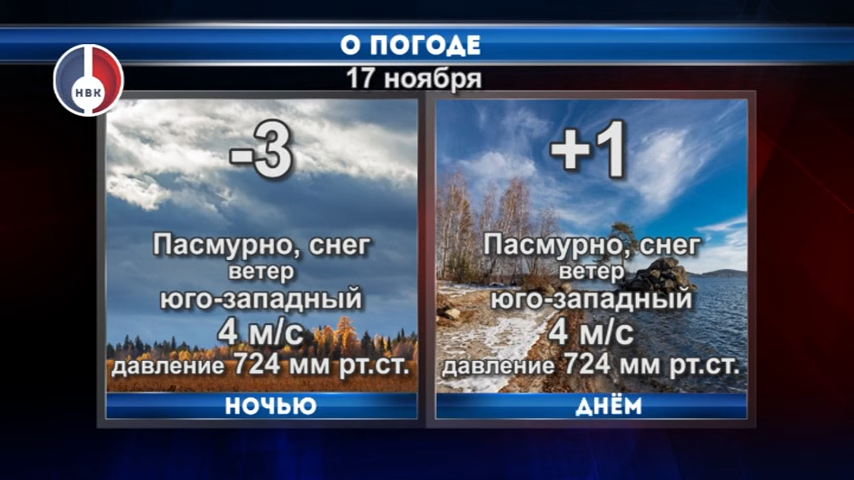 О ПОГОДЕ
17 ноября
НВК
-3
Пасмурно, снег
ветер
юго-западный
4 м/с
давление 724 мм рт.ст.
НОЧЬЮ
+1
Пасмурно, снег
ветер
юго-западный
4 м/с
давление 724 мм рт.ст.
ДНЁМ